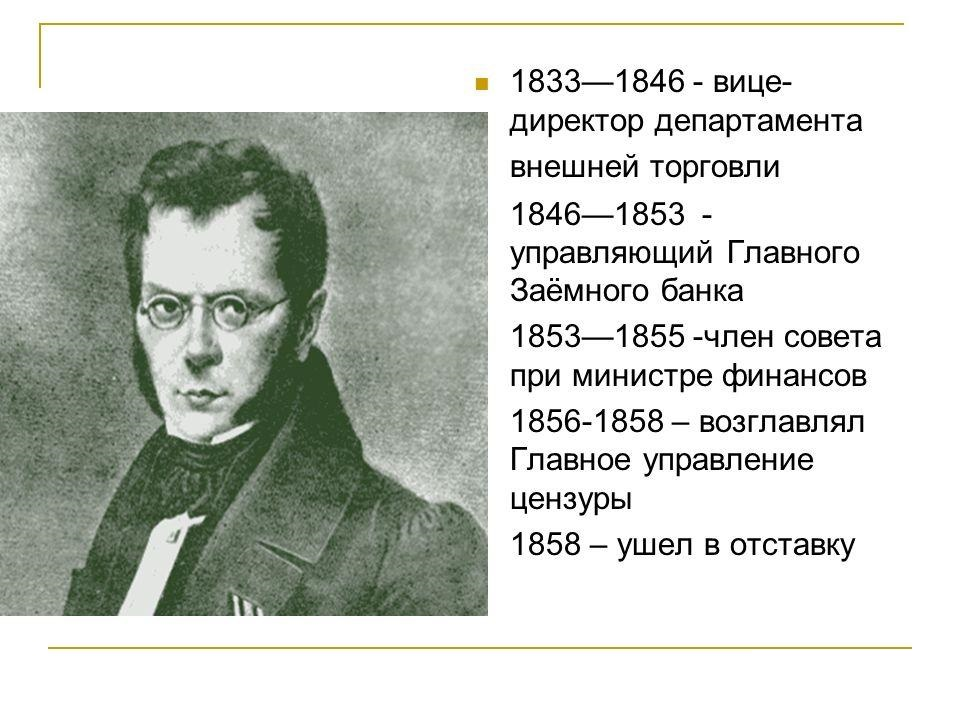 1833—1846 - вице-
директор департамента
внешней торговли
1846—1853 -
управляющий Главного
Заёмного банка
1853—1855 -член совета
при министре финансов
1856-1858 – возглавлял
Главное управление
цензуры
1858 – ушел в отставку